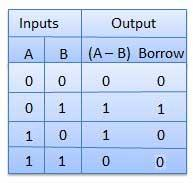 Inputs Output
A B (A – B) Borrow
0 0 0 0
0 1 1 1
1 0 1 0
1 1 0 0